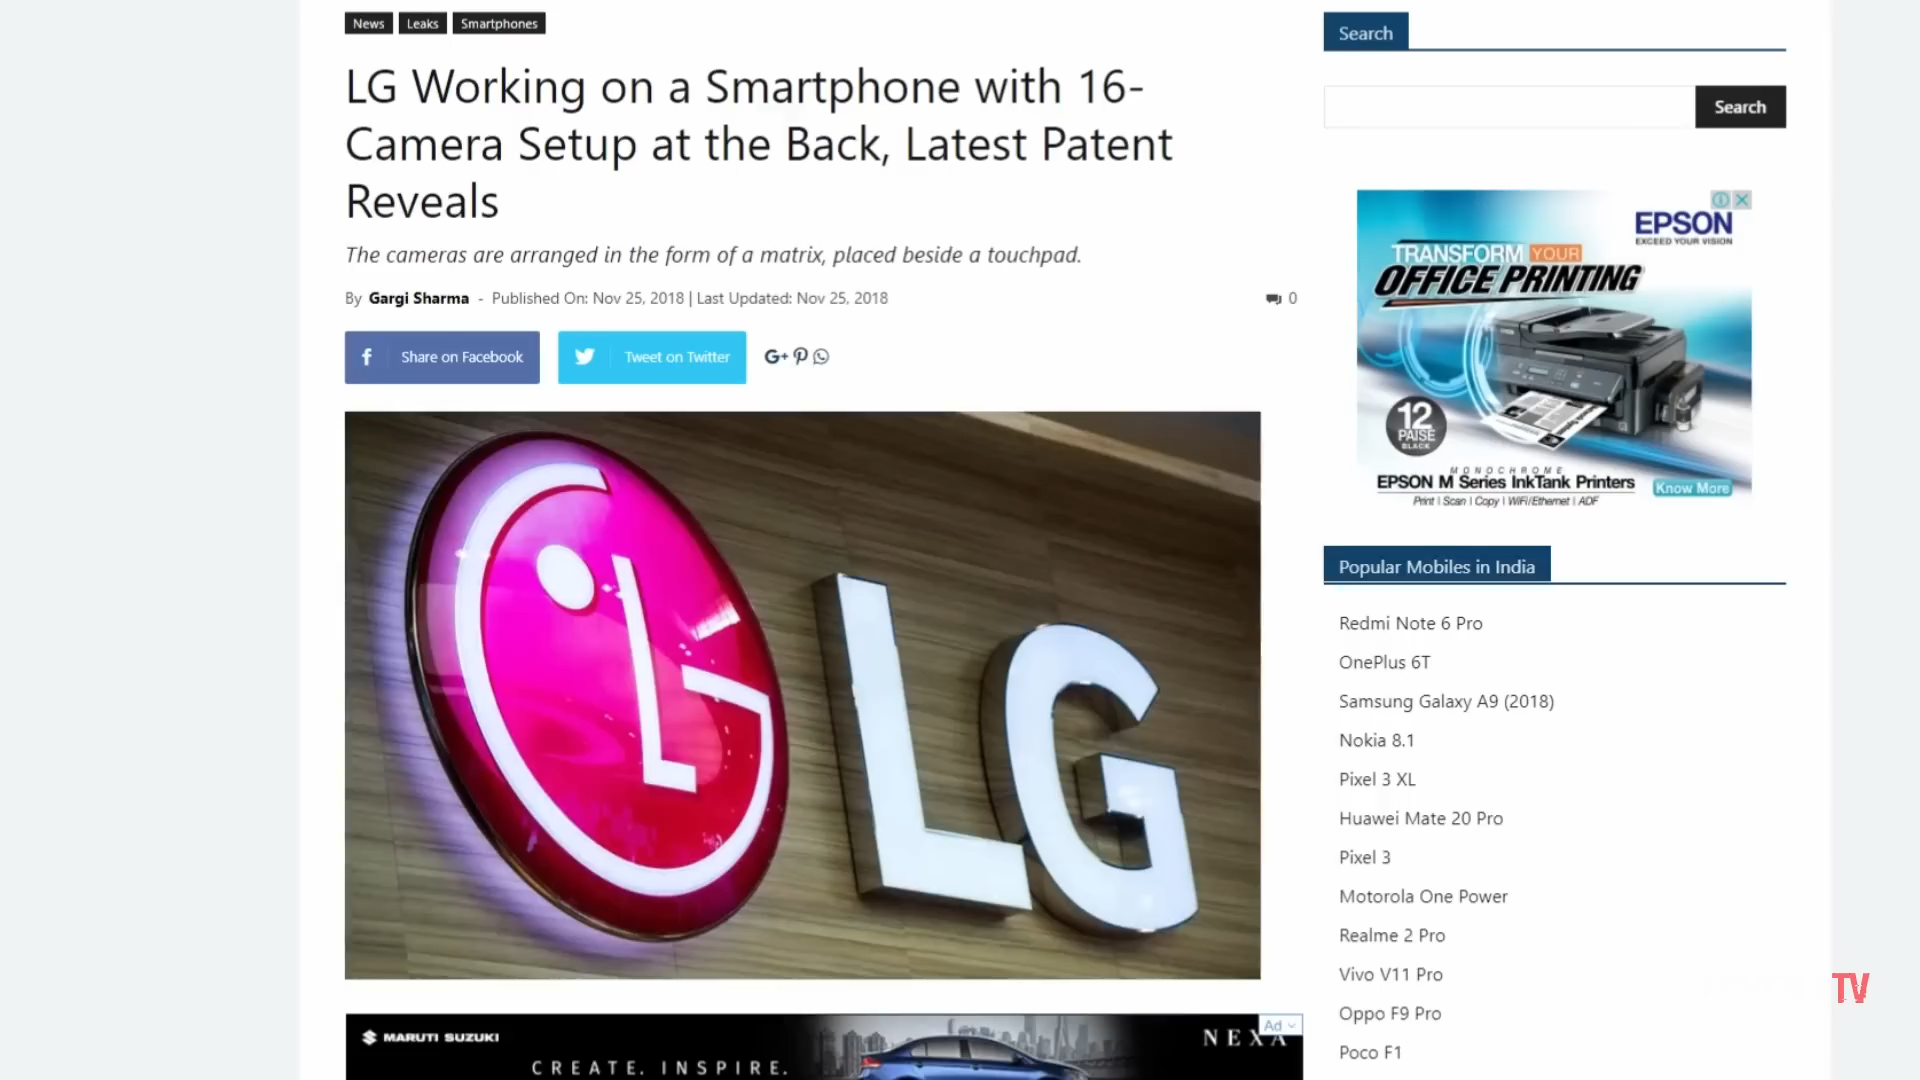 News
Leaks
Smartphones
LG Working on a Smartphone with 16-
Camera Setup at the Back, Latest Patent
Reveals
The cameras are arranged in the form of a matrix, placed beside a touchpad.
By Gargi Sharma - Published On: Nov 25, 2018 | Last Updated: Nov 25, 2018
0
Share on Facebook
Tweet on Twitter
G+
LG
MARUTI SUZUKI
CREATE. INSPIRE.
NEXA
Ad
Search
Search
EPSON
EXCEED YOUR VISION
TRANSFORM YOUR
OFFICE PRINTING
12
PAISE
BLACK
MONOCHROME
EPSON M Series InkTank Printers
Know More
Print | Scan | Copy | WiFi/Ethernet | ADF
Popular Mobiles in India
Redmi Note 6 Pro
OnePlus 6T
Samsung Galaxy A9 (2018)
Nokia 8.1
Pixel 3 XL
Huawei Mate 20 Pro
Pixel 3
Motorola One Power
Realme 2 Pro
Vivo V11 Pro
Oppo F9 Pro
Poco F1
TV